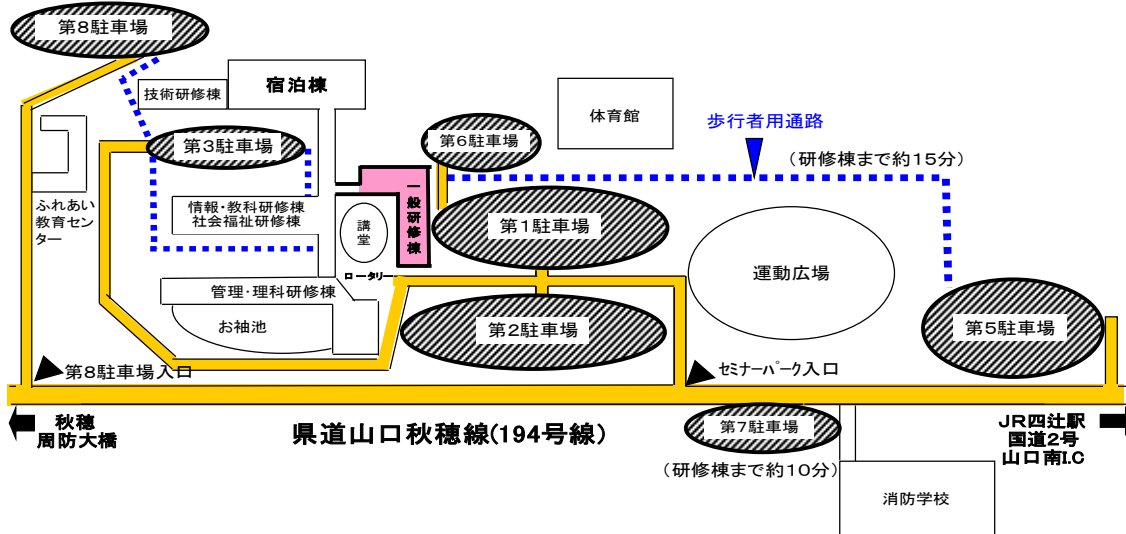 第8駐車場
宿泊棟
技術研修棟
体育館
歩行者用通路
第6駐車場
第3駐車場
(研修棟まで約15分)
一般研修棟
ふれあい
教育セン
ター
情報・教科研修棟
社会福祉研修棟
講堂
第1駐車場
ロータリー
運動広場
管理・理科研修棟
お袖池
第2駐車場
第5駐車場
第8駐車場入口
セミナーパーク入口
秋穂
周防大橋
県道山口秋穂線(194号線)
第7駐車場
JR四辻駅
国道2号
山口南I.C
(研修棟まで約10分)
消防学校